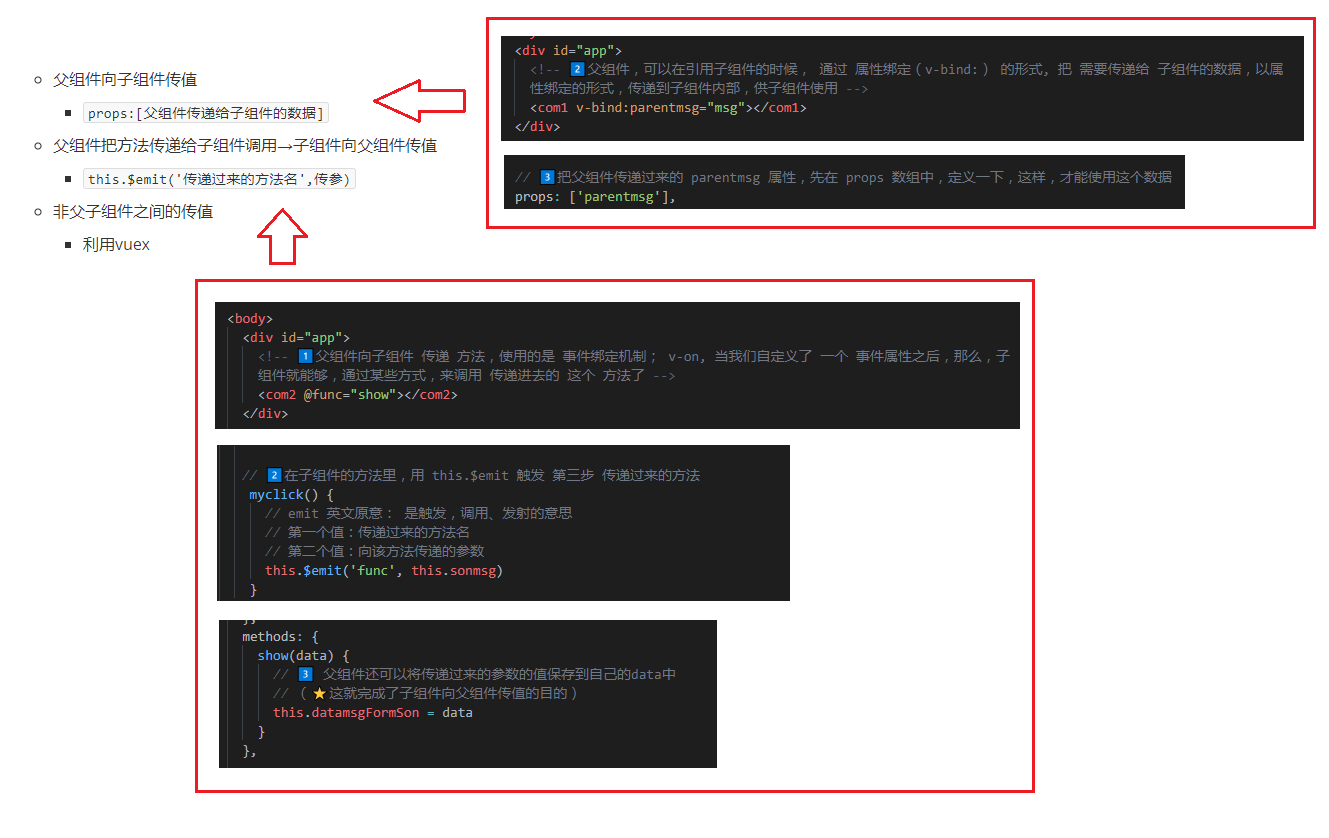 父组件向子组件传值
props:[父组件传递给子组件的数据]
父组件把方法传递给子组件调用→子组件向父组件传值
this.$emit('传递过来的方法名',传参)
非父子组件之间的传值
利用vuex
<div id="app">
<!-- 2️⃣父组件，可以在引用子组件的时候， 通过 属性绑定（v-bind:） 的形式, 把 需要传递给 子组件的数据，以属
性绑定的形式，传递到子组件内部，供子组件使用 -->
<com1 v-bind:parentmsg="msg"></com1>
</div>
// 3️⃣把父组件传递过来的 parentmsg 属性，先在 props 数组中，定义一下，这样，才能使用这个数据
props: ['parentmsg'],
<body>
<div id="app">
<!-- 1️⃣父组件向子组件 传递 方法，使用的是 事件绑定机制； v-on, 当我们自定义了 一个 事件属性之后，那么，子
组件就能够，通过某些方式，来调用 传递进去的 这个 方法了 -->
<com2 @func="show"></com2>
</div>
// 2️⃣在子组件的方法里，用 this.$emit 触发 第三步 传递过来的方法
myclick() {
// emit 英文原意： 是触发，调用、发射的意思
// 第一个值：传递过来的方法名
// 第二个值：向该方法传递的参数
this.$emit('func', this.sonmsg)
}
methods: {
show(data) {
// 3️⃣ 父组件还可以将传递过来的参数的值保存到自己的data中
// （⭐这就完成了子组件向父组件传值的目的）
this.datamsgFormSon = data
}
},